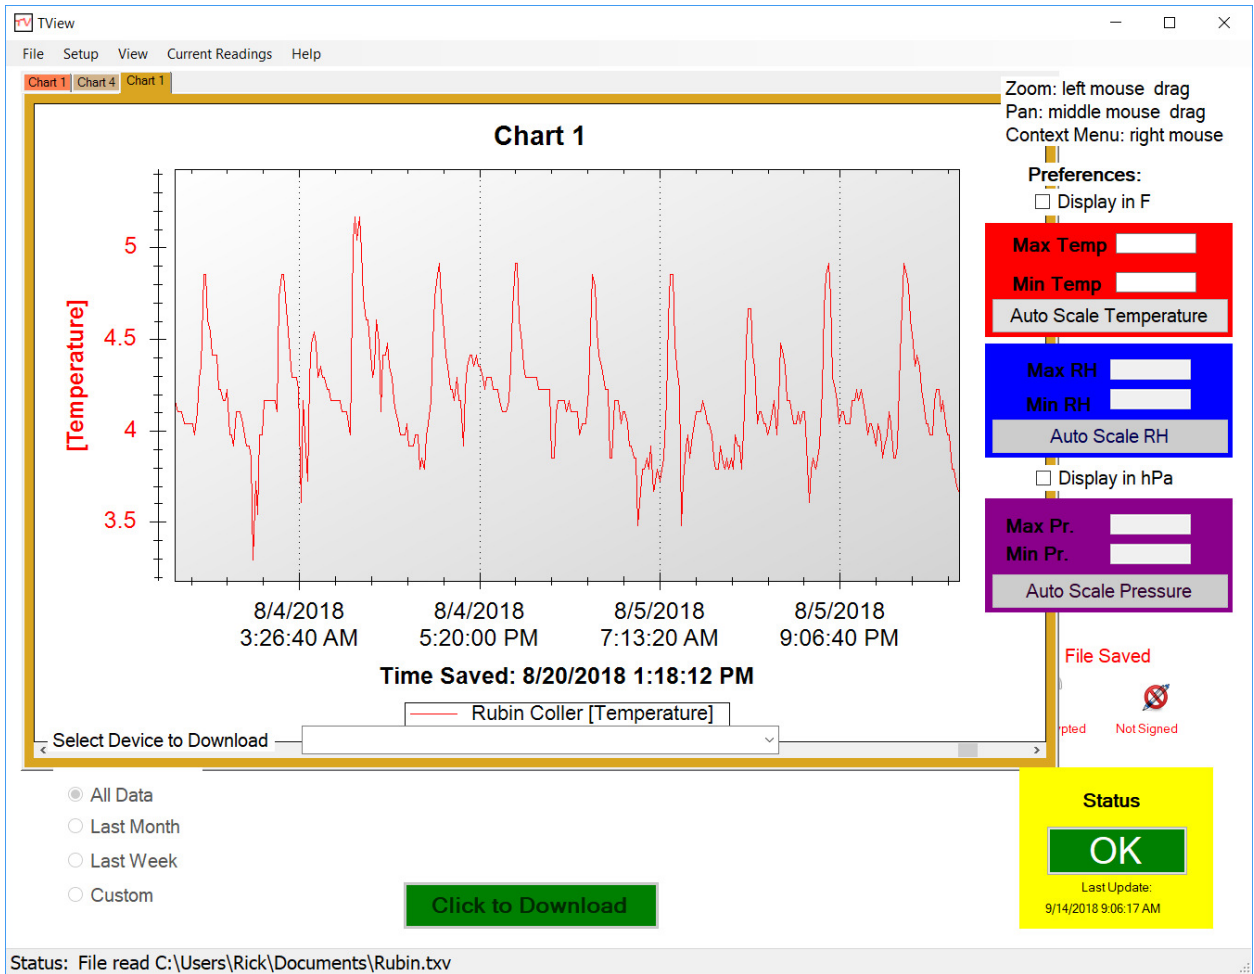 TV TView
File Setup View Current Readings Help
Chart 1 Chart 4 Chart 1
Zoom: left mouse drag
Pan: middle mouse drag
Context Menu: right mouse
Chart 1
Preferences:
Display in F
Max Temp
Min Temp
Auto Scale Temperature
Max RH
Min RH
Auto Scale RH
Display in hPa
Max Pr.
Min Pr.
Auto Scale Pressure
[Temperature]
5
4.5
4
3.5
8/4/2018 8/4/2018 8/5/2018 8/5/2018
3:26:40 AM 5:20:00 PM 7:13:20 AM 9:06:40 PM
Time Saved: 8/20/2018 1:18:12 PM
Rubin Coller [Temperature]
File Saved
ypted Not Signed
Select Device to Download
All Data
Last Month
Last Week
Custom
Click to Download
Status
OK
Last Update:
9/14/2018 9:06:17 AM
Status: File read C:\Users\Rick\Documents\Rubin.txv